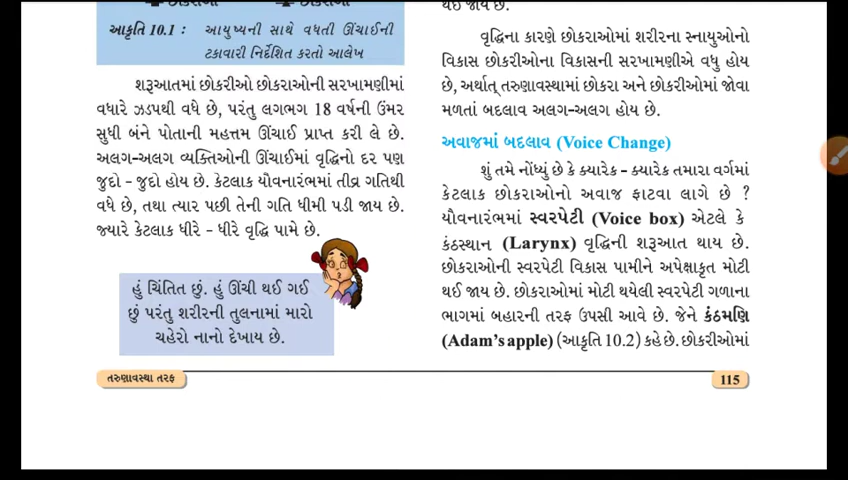 આકૃતિ 10.1 : આયુષ્યની સાથે વધતી ઊંચાઈની
ટકાવારી નિર્દેશિત કરતો આલેખ
શરૂઆતમાં છોકરીઓ છોકરાઓની સરખામણીમાં
વધારે ઝડપથી વધે છે, પરંતુ લગભગ 18 વર્ષની ઉંમર
સુધી બંને પોતાની મહત્તમ ઊંચાઈ પ્રાપ્ત કરી લે છે.
અલગ-અલગ વ્યક્તિઓની ઊંચાઈમાં વૃદ્ધિનો દર પણ
જુદો - જુદો હોય છે. કેટલાક યૌવનારંભમાં તીવ્ર ગતિથી
વધે છે, તથા ત્યાર પછી તેની ગતિ ધીમી પડી જાય છે.
જ્યારે કેટલાક ધીરે - ધીરે વૃદ્ધિ પામે છે.
હું ચિંતિત છું. હું ઊંચી થઈ ગઈ
છું પરંતુ શરીરની તુલનામાં મારો
ચહેરો નાનો દેખાય છે.
થઈ જાય છે.
વૃદ્ધિના કારણે છોકરાઓમાં શરીરના સ્નાયુઓનો
વિકાસ છોકરીઓના વિકાસની સરખામણીએ વધુ હોય
છે, અર્થાત્ તરુણાવસ્થામાં છોકરા અને છોકરીઓમાં જોવા
મળતાં બદલાવ અલગ-અલગ હોય છે.
અવાજમાં બદલાવ (Voice Change)
શું તમે નોંધ્યું છે કે ક્યારેક - ક્યારેક તમારા વર્ગમાં
કેટલાક છોકરાઓનો અવાજ ફાટવા લાગે છે ?
યૌવનારંભમાં સ્વરપેટી (Voice box) એટલે કે
કંઠસ્થાન (Larynx) વૃદ્ધિની શરૂઆત થાય છે.
છોકરાઓની સ્વરપેટી વિકાસ પામીને અપેક્ષાકૃત મોટી
થઈ જાય છે. છોકરાઓમાં મોટી થયેલી સ્વરપેટી ગળાના
ભાગમાં બહારની તરફ ઉપસી આવે છે. જેને કંઠમણિ
(Adam's apple) (આકૃતિ 10.2) કહે છે. છોકરીઓમાં
તરુણાવસ્થા તરફ
115